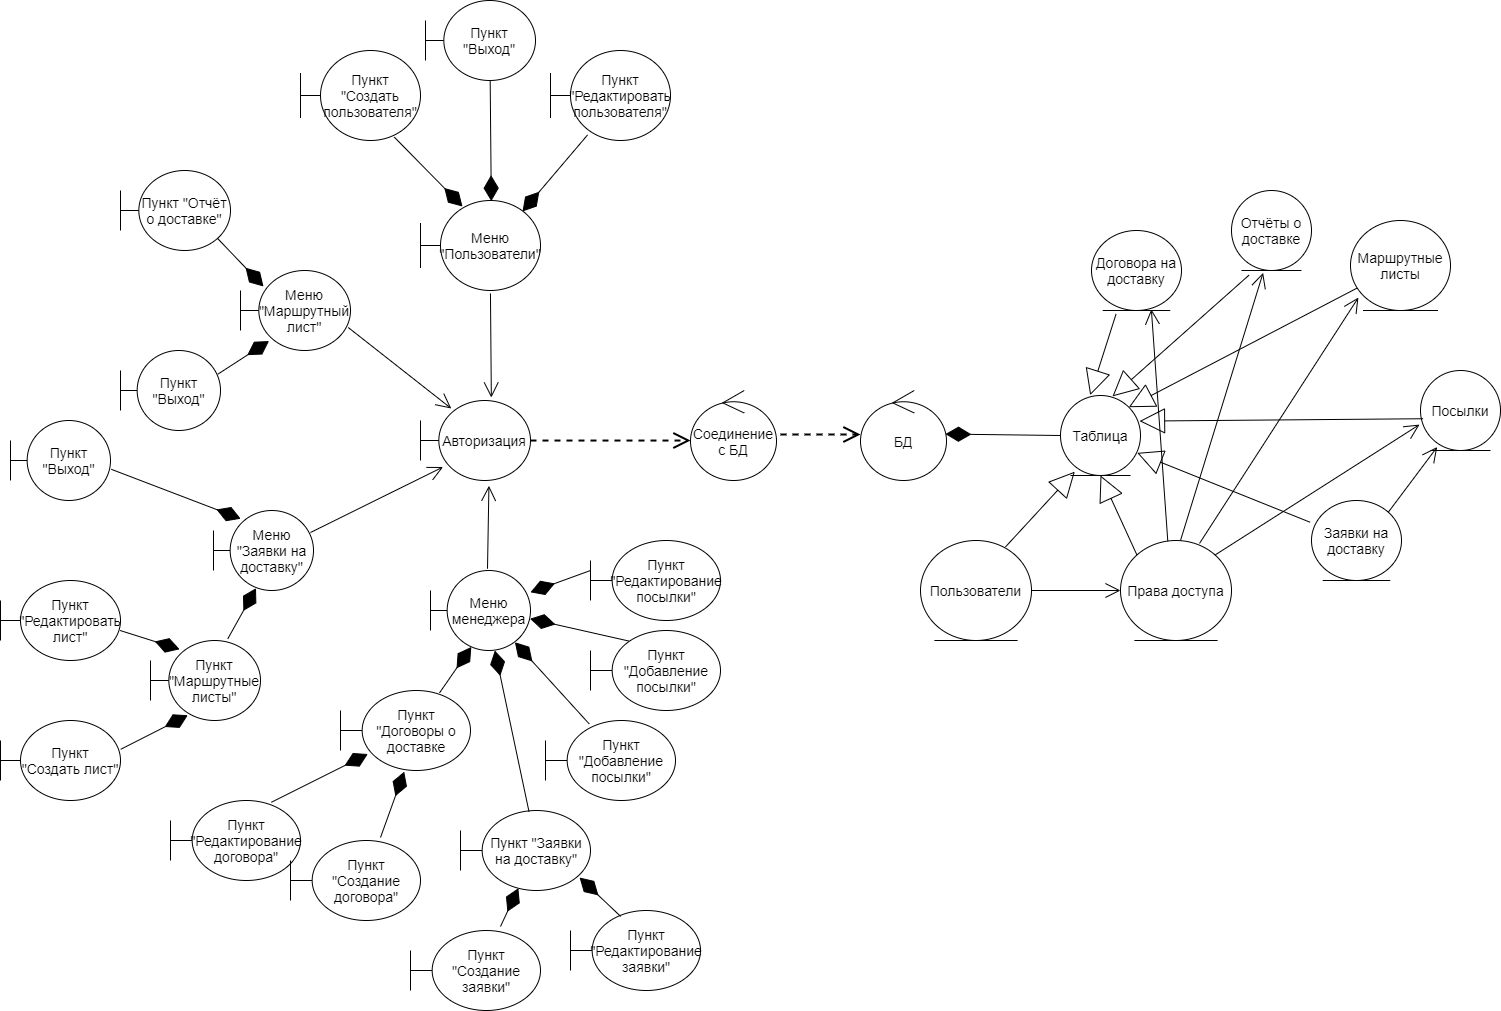 Пункт
"Выход"
Пункт
"Создать
пользователя"
Пункт
"Редактировать
пользователя"
Пункт "Отчёт
о доставке"
Меню
"Пользователи"
Меню
"Маршрутный
лист"
Пункт
"Выход"
Авторизация
Соединение
с БД
БД
Таблица
Договора на
доставку
Отчёты о
доставке
Маршрутные
листы
Посылки
Заявки на
доставку
Пользователи
Права доступа
Пункт
"Выход"
Меню
"Заявки на
доставку"
Пункт
"Редактировать
лист"
Пункт
"Маршрутные
листы"
Пункт
"Создать лист"
Меню
менеджера
Пункт
"Редактирование
посылки"
Пункт
"Добавление
посылки"
Пункт
"Добавление
посылки"
Пункт
"Договоры о
доставке
Пункт
"Редактирование
договора"
Пункт
"Создание
договора"
Пункт "Заявки
на доставку"
Пункт
"Создание
заявки"
Пункт
"Редактирование
заявки"